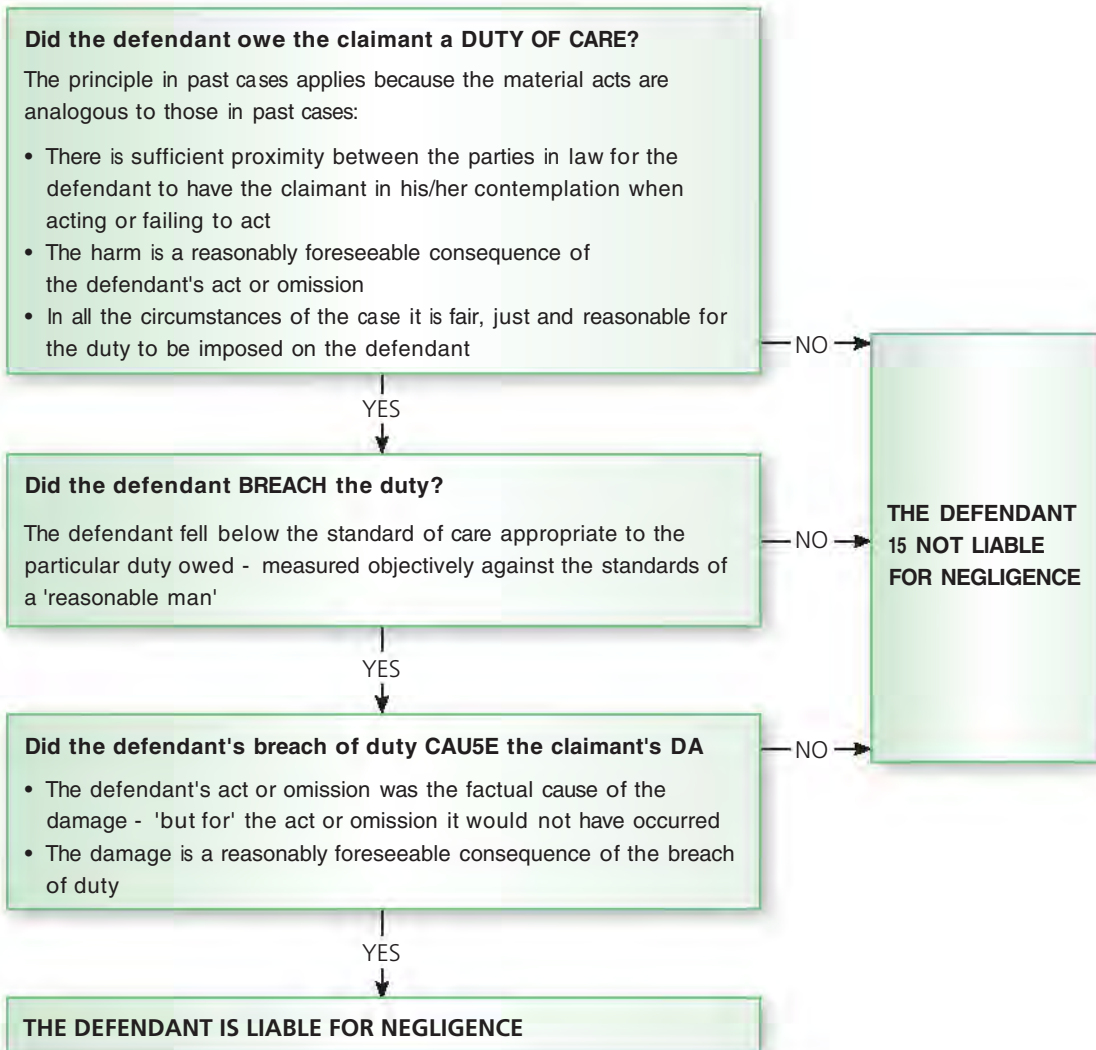 Did the defendant owe the claimant a DUTY OF CARE?
The principle in past cases applies because the material acts are
analogous to those in past cases:
• There is sufficient proximity between the parties in law for the
defendant to have the claimant in his/her contemplation when
acting or failing to act
• The harm is a reasonably foreseeable consequence of
the defendant's act or omission
• In all the circumstances of the case it is fair, just and reasonable for
the duty to be imposed on the defendant
NO
YES
Did the defendant BREACH the duty?
The defendant fell below the standard of care appropriate to the
particular duty owed - measured objectively against the standards of
a 'reasonable man'
NO
THE DEFENDANT
15 NOT LIABLE
FOR NEGLIGENCE
YES
Did the defendant's breach of duty CAU5E the claimant's DA
• The defendant's act or omission was the factual cause of the
damage - 'but for' the act or omission it would not have occurred
• The damage is a reasonably foreseeable consequence of the breach
of duty
NO
YES
THE DEFENDANT IS LIABLE FOR NEGLIGENCE